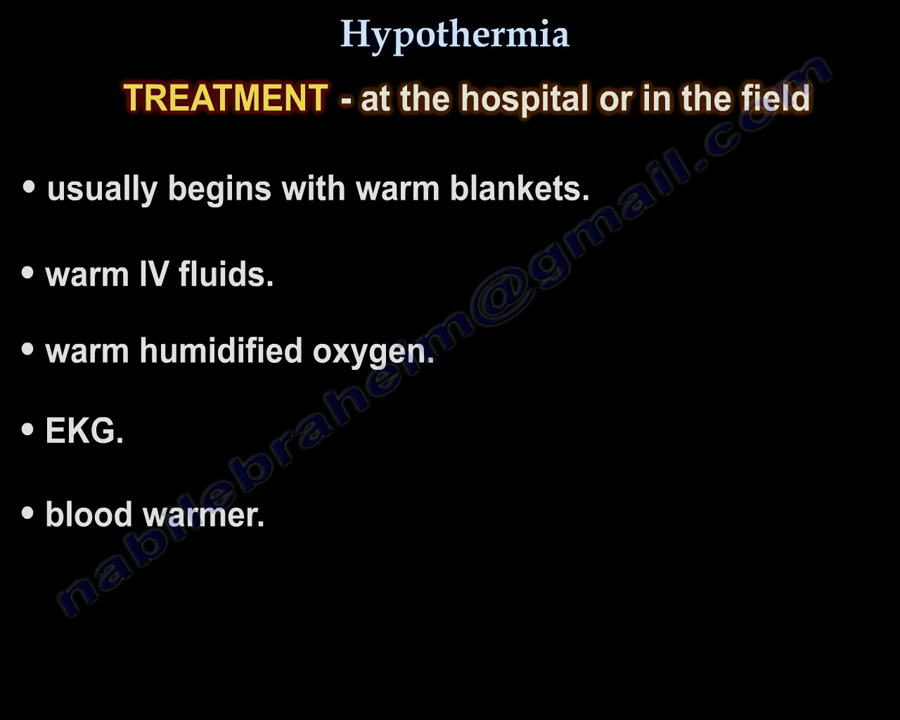 Hypothermia
TREATMENT - at the hospital or in the field
• usually begins with warm blankets.
• warm IV fluids.
• warm humidified oxygen.
• EKG.
• blood warmer.
nabilebraheim@gmail.com